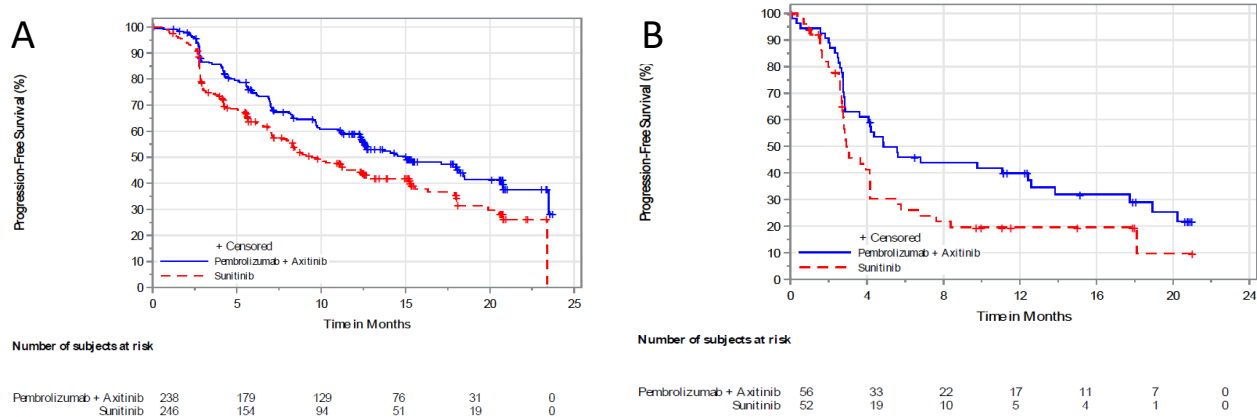 A
Progression-Free Survival (%)
100
90
80
70
60
50
40
30
20
10
0
+ Censored
Pembrolizumab + Axitinib
Sunitinib
0 5 10 15 20 25
Time in Months
Number of subjects at risk
Pembrolizumab + Axitinib 238 179 129 76 31 0
Sunitinib 246 154 94 51 19 0
B
Progression-Free Survival (%)
100
90
80
70
60
50
40
30
20
10
0
+ Censored
Pembrolizumab + Axitinib
Sunitinib
0 4 8 12 16 20 24
Time in Months
Number of subjects at risk
Pembrolizumab + Axitinib 56 33 22 17 11 7 0
Sunitinib 52 19 10 5 4 1 0